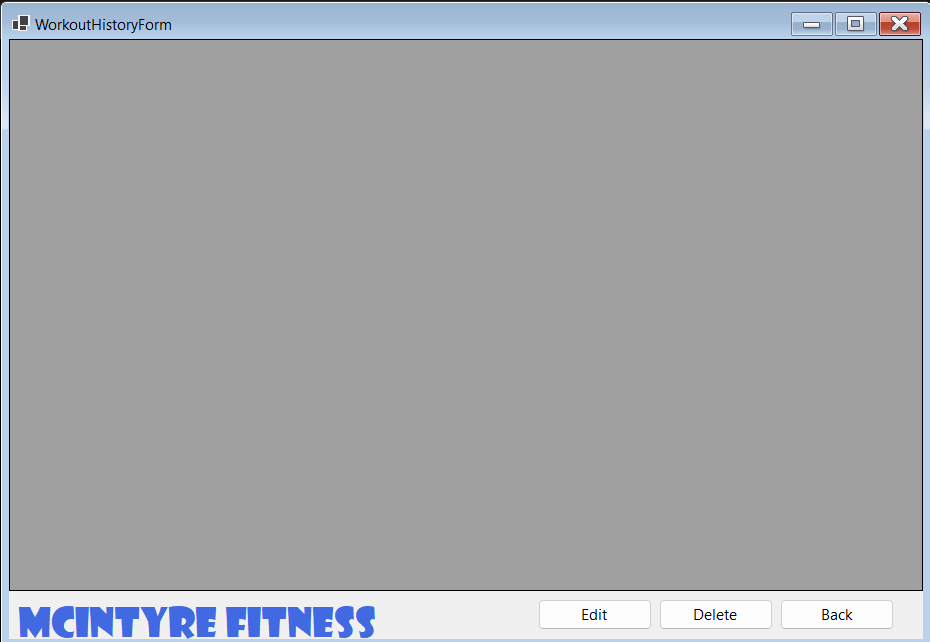 WorkoutHistoryForm
MCINTYRE FITNESS
Edit
Delete
Back